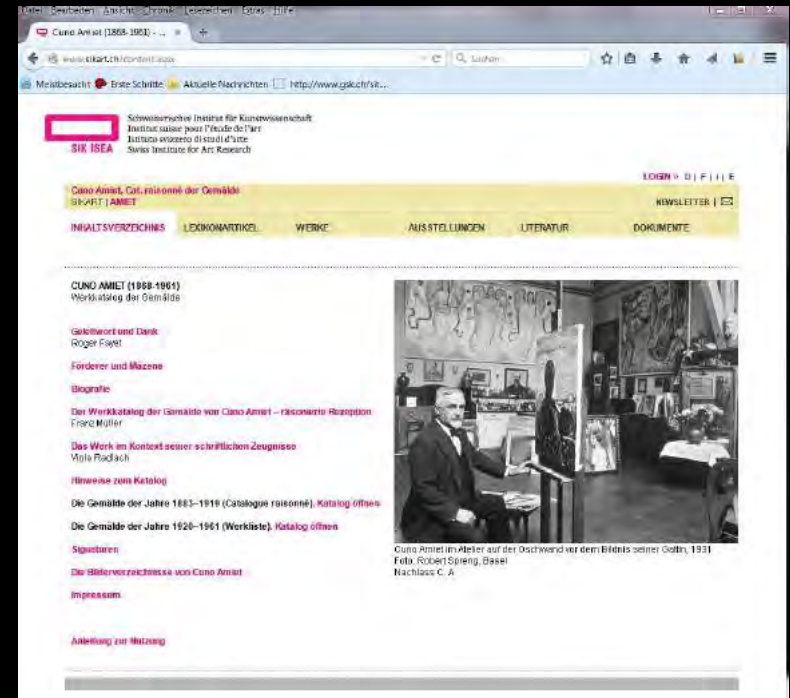 Datei Bearbeiten Ansicht Chronik Lesezeichen Extras Hilfe
Cuno Amiet (1868-1961) - ...
www.sikart.ch/content.aspx
Suchen
Meistbesucht Erste Schritte Aktuelle Nachrichten http://www.gsk.ch/sit...
Schweizerisches Institut für Kunstwissenschaft
Institut suisse pour l'étude de l'art
Istituto svizzero di studi d'arte
Swiss Institute for Art Research
SIK ISEA
LOGIN » D | F | I | E
Cuno Amiet, Cat. raisonné der Gemälde
SIKART | AMIET
NEWSLETTER |
INHALTSVERZEICHNIS LEXIKONARTIKEL WERKE AUSSTELLUNGEN LITERATUR DOKUMENTE
CUNO AMIET (1868-1961)
Werkkatalog der Gemälde
Geleitwort und Dank
Roger Fayet
Förderer und Mäzene
Biografie
Der Werkkatalog der Gemälde von Cuno Amiet – räsonierte Rezeption
Franz Müller
Das Werk im Kontext seiner schriftlichen Zeugnisse
Viola Radlach
Hinweise zum Katalog
Die Gemälde der Jahre 1883–1919 (Catalogue raisonné). Katalog öffnen
Die Gemälde der Jahre 1920–1961 (Werkliste). Katalog öffnen
Signaturen
Die Bilderverzeichnisse von Cuno Amiet
Impressum
Anleitung zur Nutzung
Cuno Amiet im Atelier auf der Oschwand vor dem Bildnis seiner Gattin, 1931
Foto: Robert Spreng, Basel
Nachlass C. A